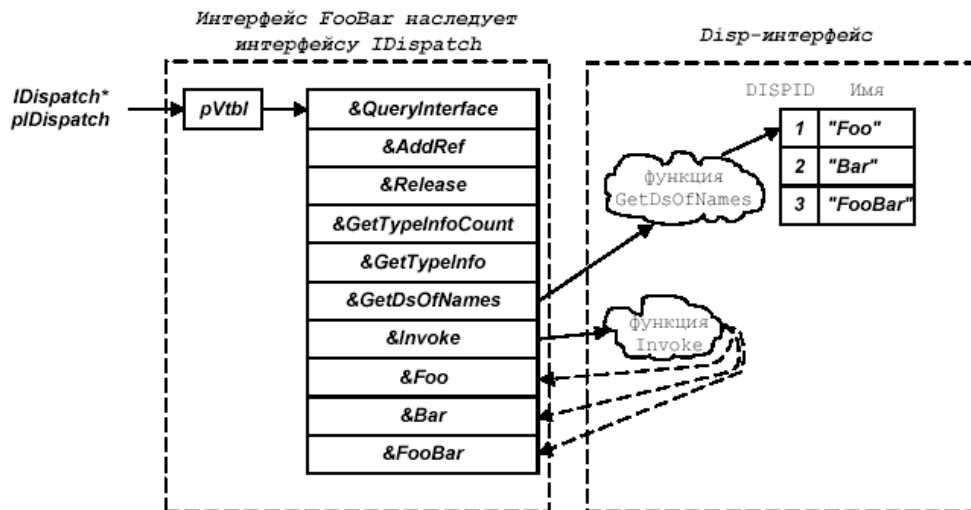 Интерфейс FooBar наследует
интерфейсу IDispatch
Disp-интерфейс
IDispatch*
pIDispatch
pVtbl
&QueryInterface
&AddRef
&Release
&GetTypeInfoCount
&GetTypeInfo
&GetDsOfNames
&Invoke
&Foo
&Bar
&FooBar
функция
GetDsOfNames
функция
Invoke
DISPID Имя
1 "Foo"
2 "Bar"
3 "FooBar"